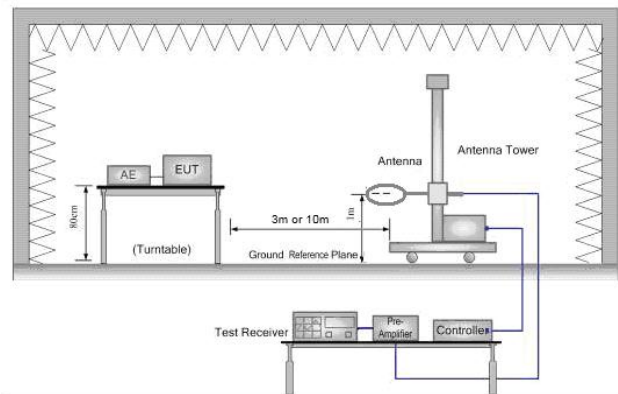 Antenna
Antenna Tower
AE
EUT
80cm
1m
3m or 10m
(Turntable)
Ground Reference Plane
Test Receiver
Pre-
Amplifier
Controller